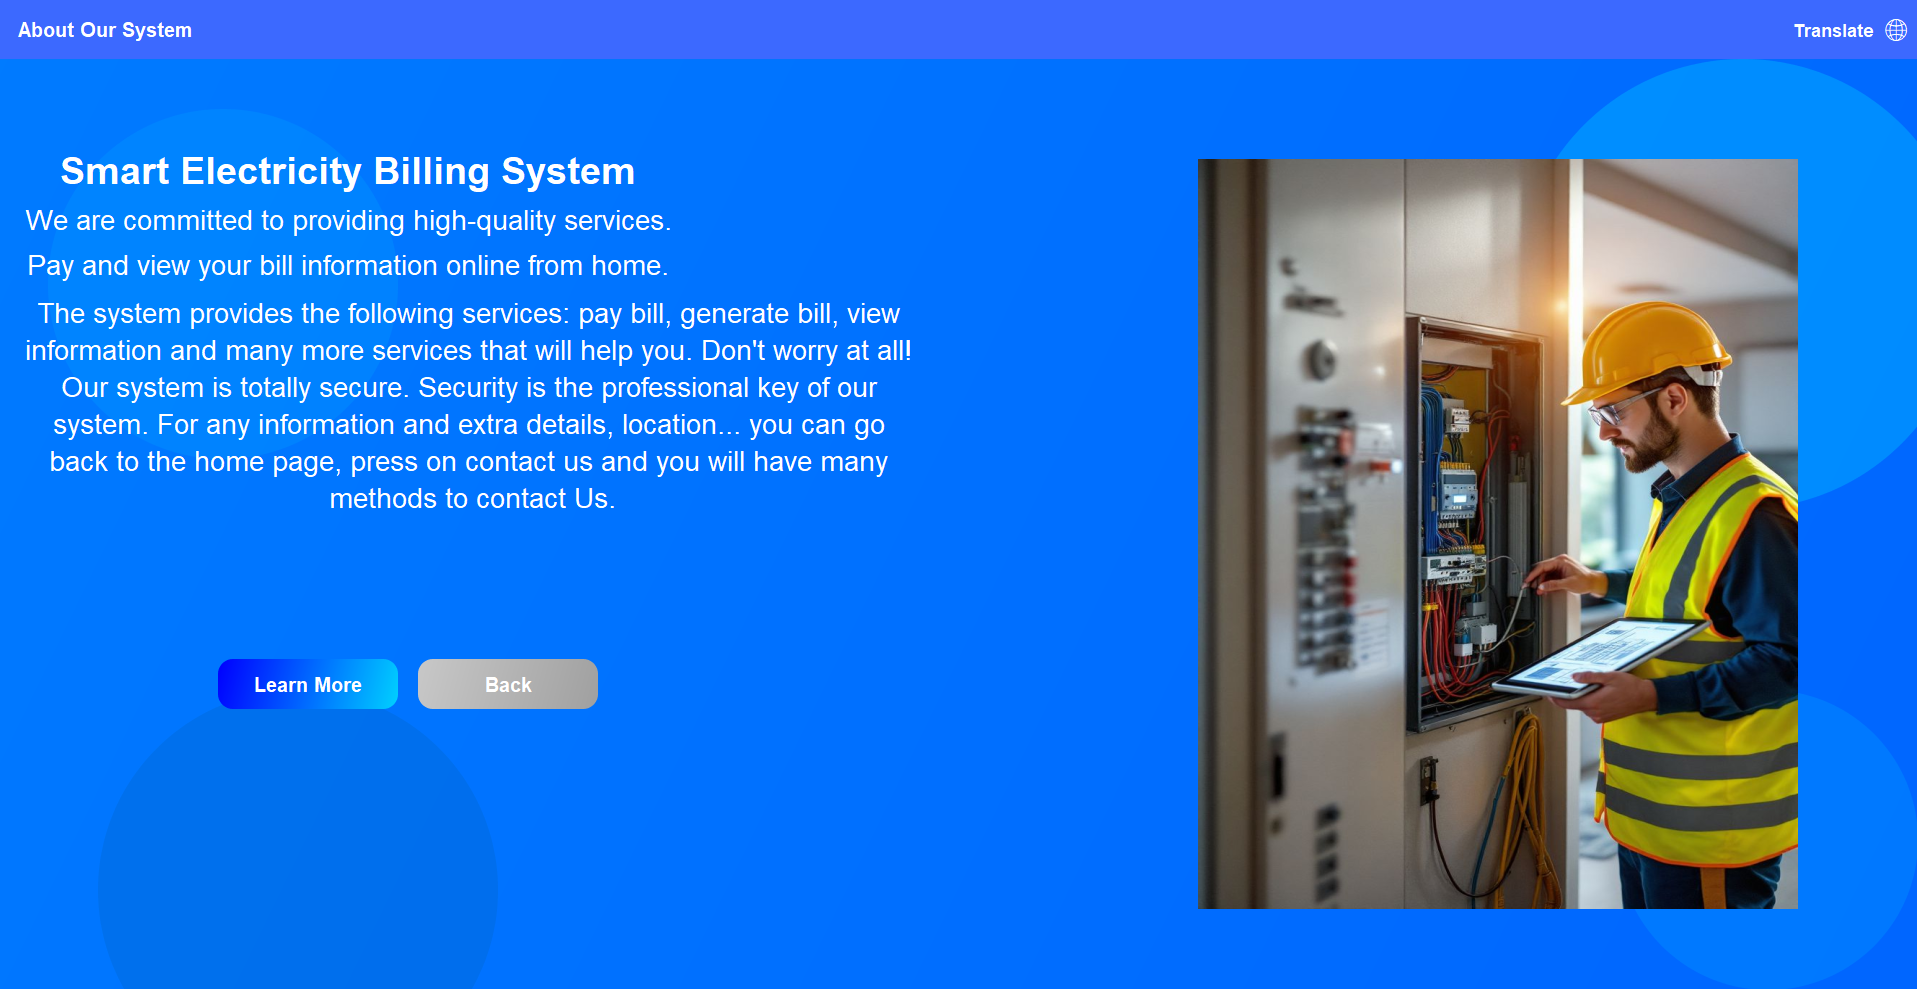 About Our System
Translate
Smart Electricity Billing System
We are committed to providing high-quality services.
Pay and view your bill information online from home.
The system provides the following services: pay bill, generate bill, view
information and many more services that will help you. Don't worry at all!
Our system is totally secure. Security is the professional key of our
system. For any information and extra details, location... you can go
back to the home page, press on contact us and you will have many
methods to contact Us.
Learn More
Back